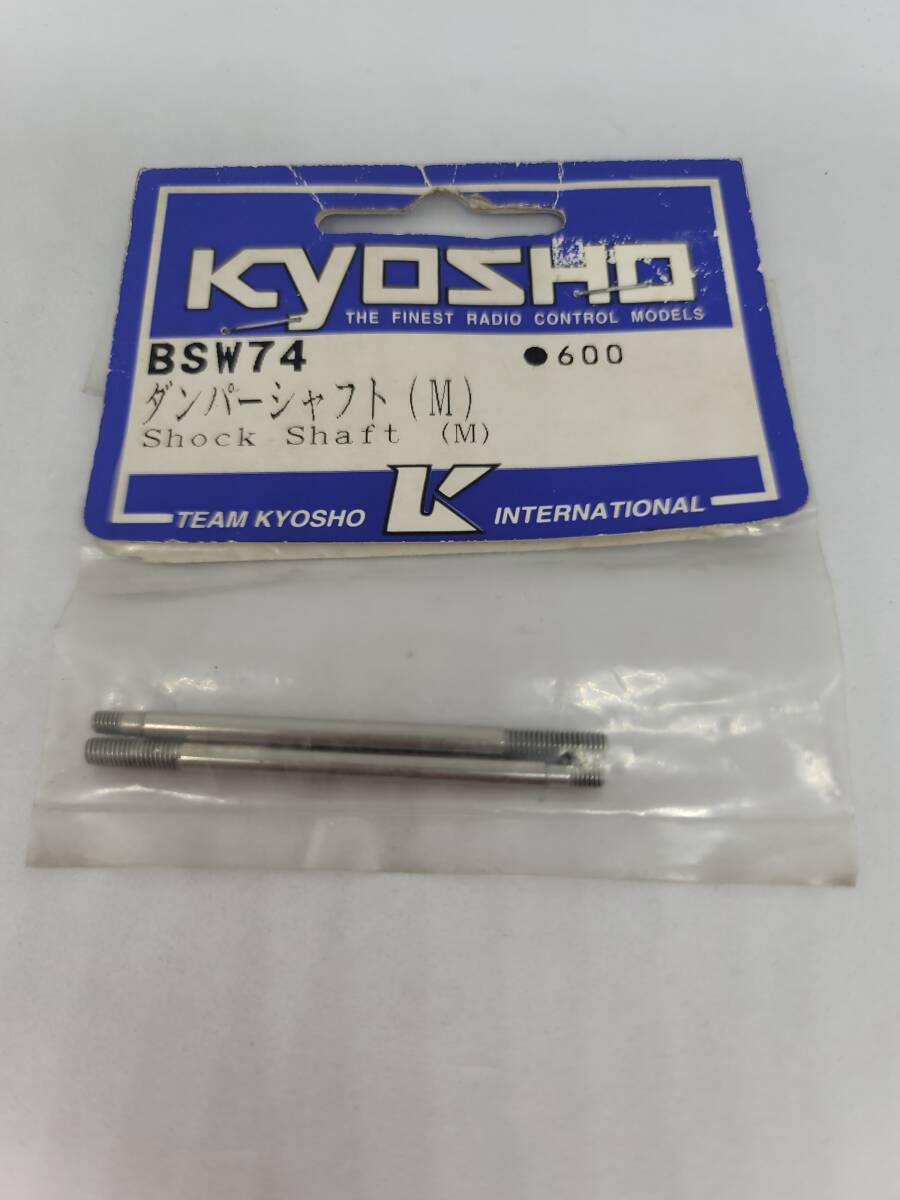 KYOSHO
THE FINEST RADIO CONTROL MODELS
BSW74 ●600
ダンパーシャフト(M)
Shock Shaft (M)
TEAM KYOSHO K INTERNATIONAL